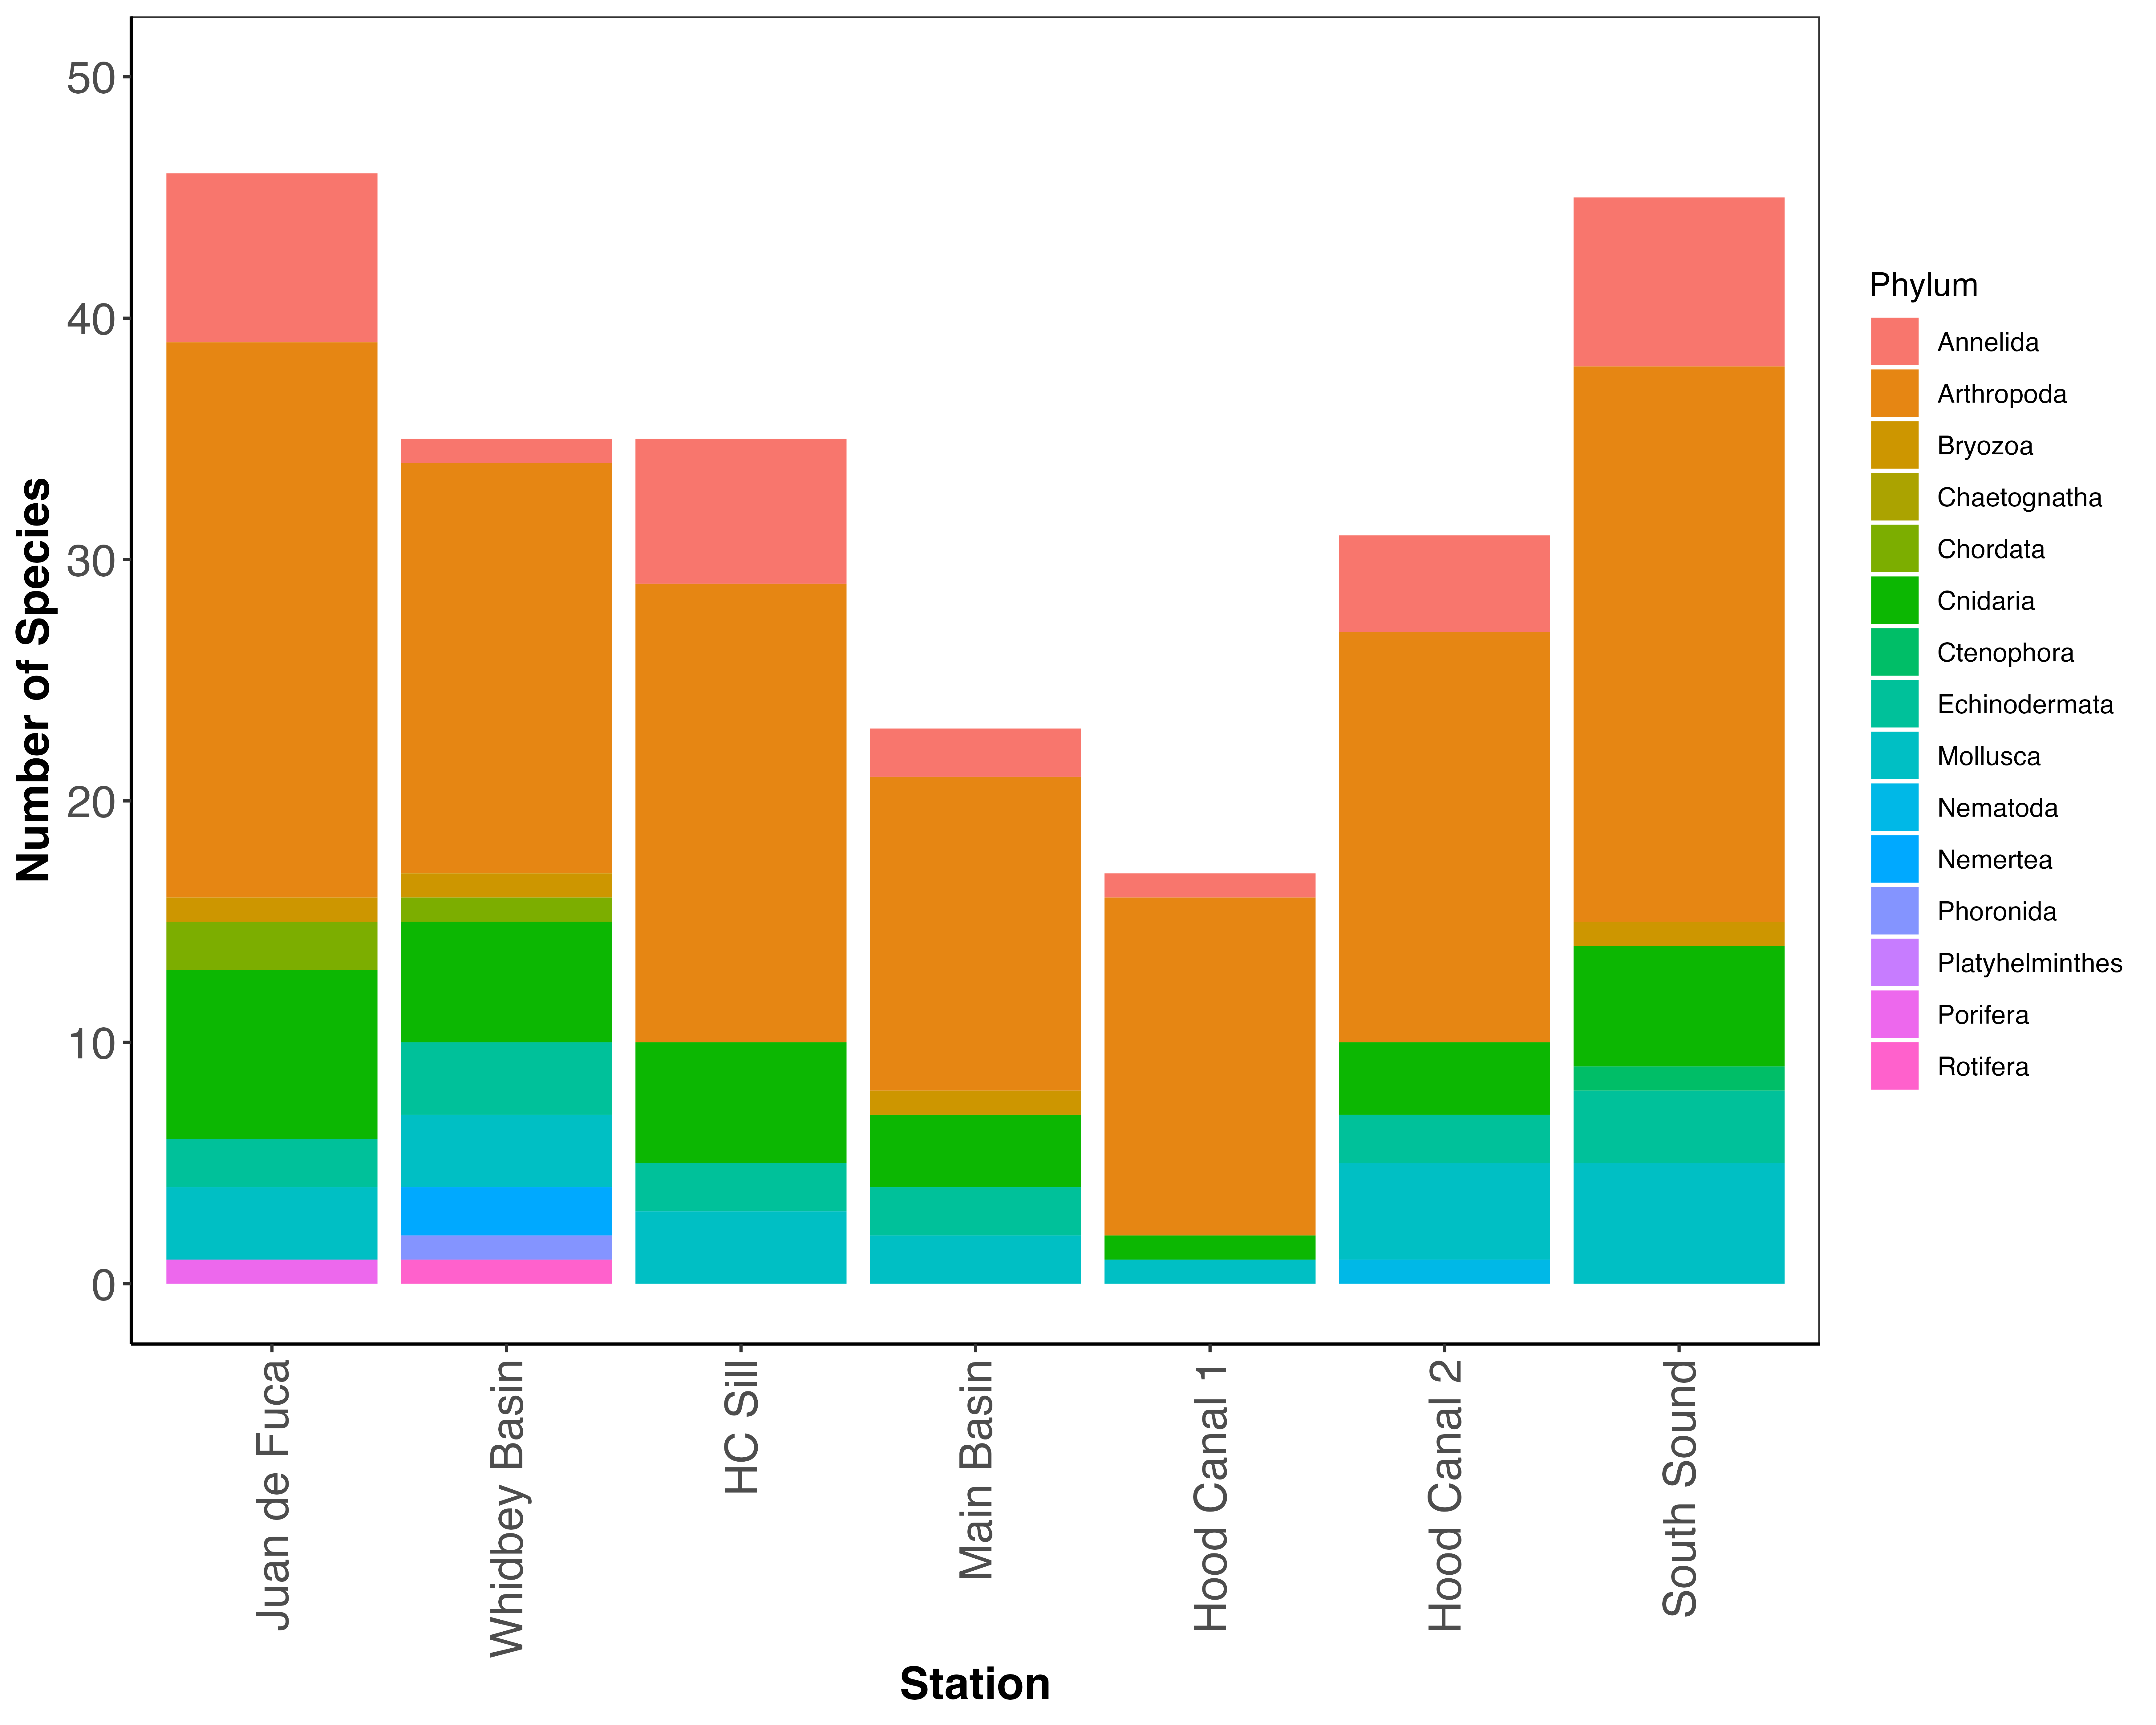 50
40
30
20
10
0
Number of Species
Juan de Fuca
Whidbey Basin
HC Sill
Main Basin
Hood Canal 1
Hood Canal 2
South Sound
Station
Phylum
Annelida
Arthropoda
Bryozoa
Chaetognatha
Chordata
Cnidaria
Ctenophora
Echinodermata
Mollusca
Nematoda
Nemertea
Phoronida
Platyhelminthes
Porifera
Rotifera